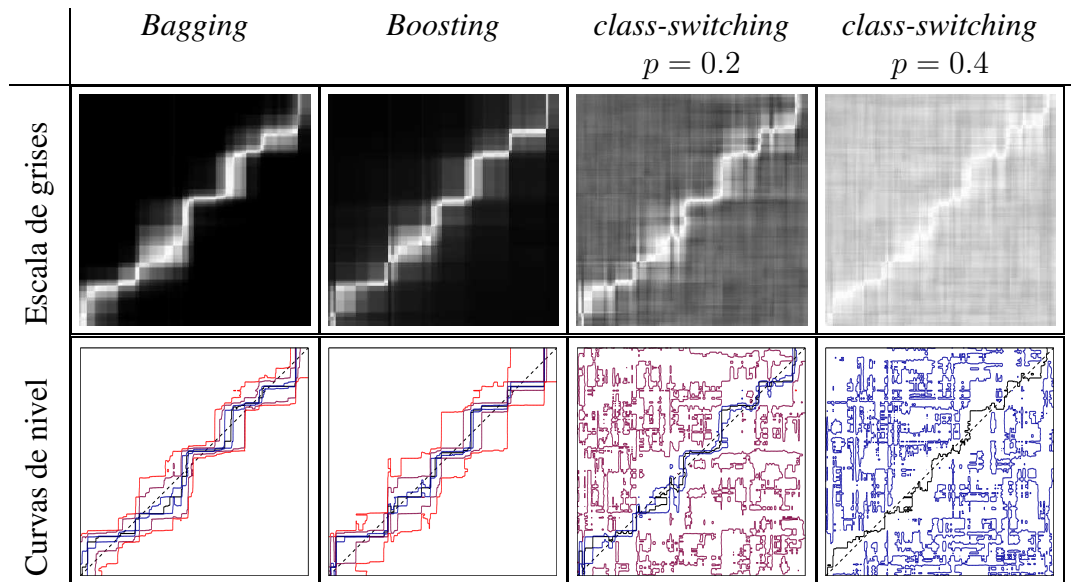 Bagging Boosting class-switching class-switching
p = 0.2 p = 0.4
Escala de grises
Curvas de nivel